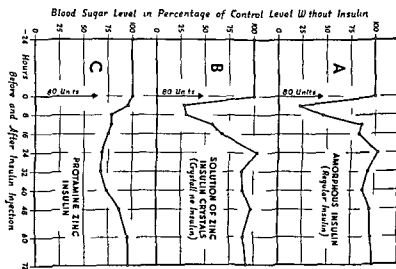 Blood Sugar Level in Percentage of Control Level Without Insulin
100
75
50
25
100
75
50
25
100
75
50
25
A
B
C
80 Units
80 Units
80 Units
AMORPHOUS INSULIN
(Regular Insulin)
SOLUTION OF ZINC
INSULIN CRYSTALS
(Crystalline Insulin)
PROTAMINE ZINC
INSULIN
-24
0
8
16
24
32
40
48
60
72
Hours
Before and After Insulin Injection